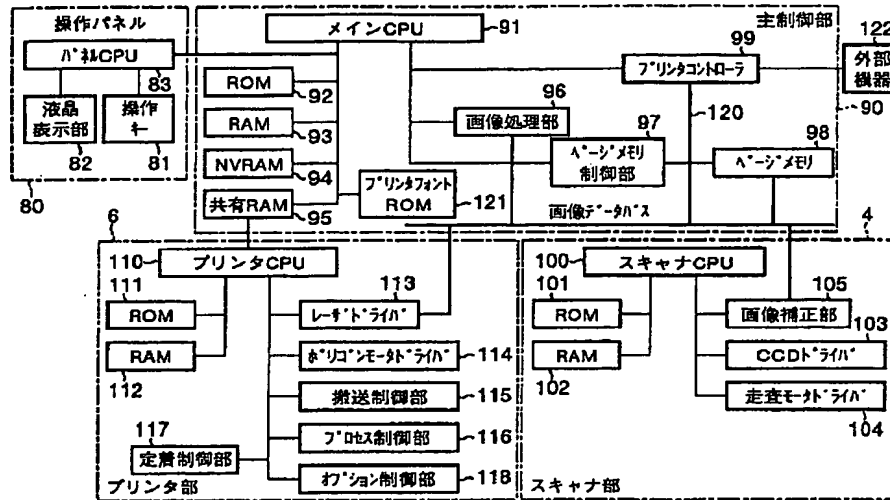 操作パネル
パネルCPU
83
液晶
表示部
82
操作
キー
81
80
メインCPU
91
主制御部
ROM
92
RAM
93
NVRAM
94
共有RAM
95
プリンタフォント
ROM
121
画像処理部
96
ページメモリ
制御部
97
ページメモリ
98
プリンタコントローラ
99
120
画像データバス
122
外部
機器
90
6
110
プリンタCPU
111
ROM
RAM
112
レーザドライバ
113
ポリゴンモータドライバ
114
搬送制御部
115
プロセス制御部
116
117
定着制御部
オプション制御部
118
プリンタ部
4
100
スキャナCPU
101
ROM
RAM
102
105
画像補正部
103
CCDドライバ
走査モータドライバ
104
スキャナ部